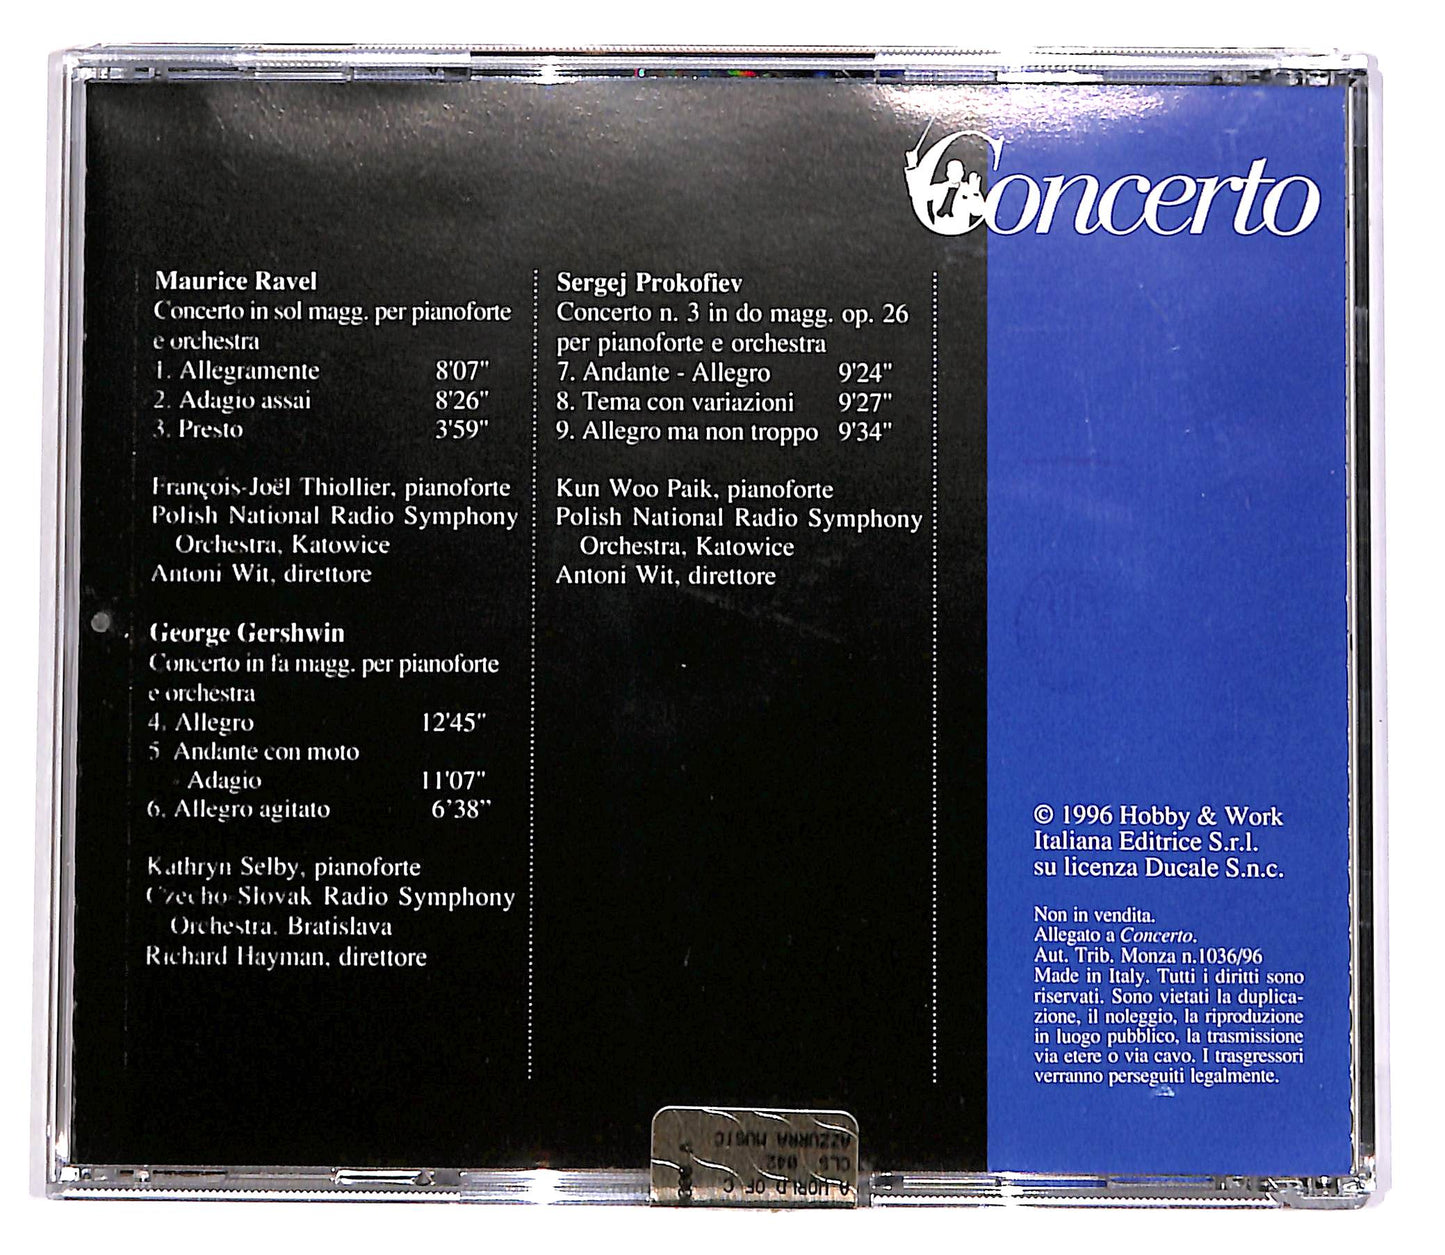 Concerto
Maurice Ravel
Concerto in sol magg. per pianoforte
e orchestra
1. Allegramente 8'07"
2. Adagio assai 8'26"
3. Presto 3'59"
François-Joël Thiollier, pianoforte
Polish National Radio Symphony
Orchestra, Katowice
Antoni Wit, direttore
George Gershwin
Concerto in fa magg. per pianoforte
e orchestra
4. Allegro 12'45"
5 Andante con moto
- Adagio 11'07"
6. Allegro agitato 6'38"
Kathryn Selby, pianoforte
Czecho-Slovak Radio Symphony
Orchestra. Bratislava
Richard Hayman, direttore
Sergej Prokofiev
Concerto n. 3 in do magg. op. 26
per pianoforte e orchestra
7. Andante - Allegro 9'24"
8. Tema con variazioni 9'27"
9. Allegro ma non troppo 9'34"
Kun Woo Paik, pianoforte
Polish National Radio Symphony
Orchestra, Katowice
Antoni Wit, direttore
© 1996 Hobby & Work
Italiana Editrice S.r.l.
su licenza Ducale S.n.c.
Non in vendita.
Allegato a Concerto.
Aut. Trib. Monza n.1036/96
Made in Italy. Tutti i diritti sono
riservati. Sono vietati la duplica-
zione, il noleggio, la riproduzione
in luogo pubblico, la trasmissione
via etere o via cavo. I trasgressori
verranno perseguiti legalmente.
A WORLD OF C
CLS 042
AZZURRA MUSIC